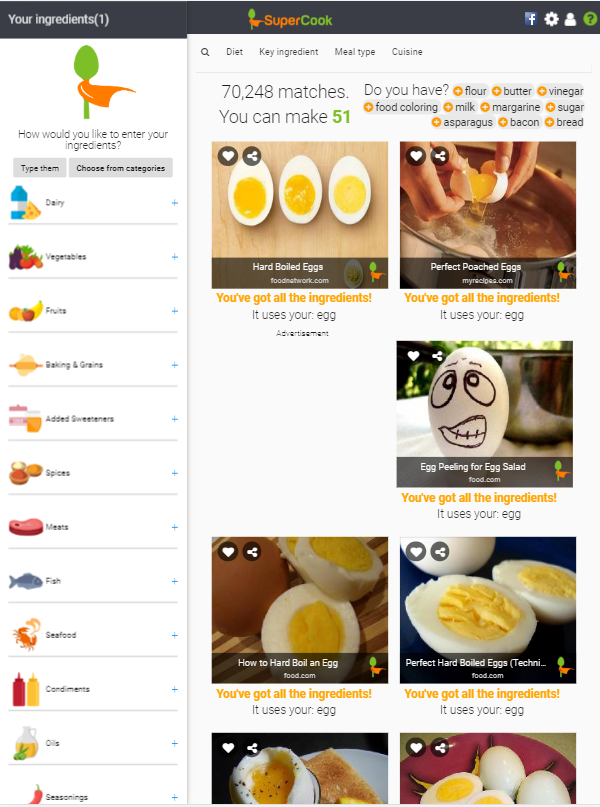 Your ingredients(1)
SuperCook
How would you like to enter your
ingredients?
Type them
Choose from categories
Dairy
+
Vegetables
+
Fruits
+
Baking & Grains
+
Added Sweeteners
+
Spices
+
Meats
+
Fish
+
Seafood
+
Condiments
+
Oils
+
Seasonings
+
Diet
Key ingredient
Meal type
Cuisine
70,248 matches.
You can make 51
Do you have? flour butter vinegar
food coloring milk margarine sugar
asparagus bacon bread
Hard Boiled Eggs
foodnetwork.com
You've got all the ingredients!
It uses your: egg
Perfect Poached Eggs
myrecipes.com
You've got all the ingredients!
It uses your: egg
Advertisement
Egg Peeling for Egg Salad
food.com
You've got all the ingredients!
It uses your: egg
How to Hard Boil an Egg
food.com
You've got all the ingredients!
It uses your: egg
Perfect Hard Boiled Eggs (Techni...
food.com
You've got all the ingredients!
It uses your: egg